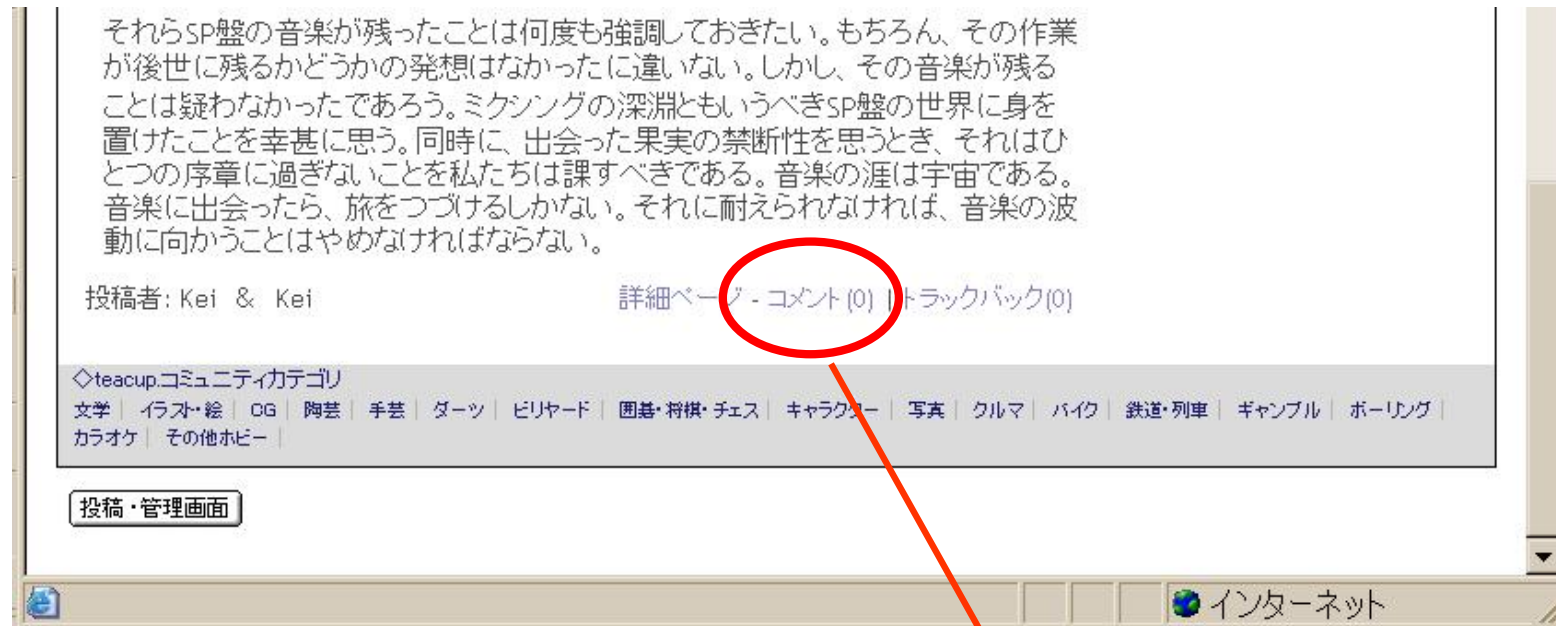 それらSP盤の音楽が残ったことは何度も強調しておきたい。もちろん、その作業
が後世に残るかどうかの発想はなかったに違いない。しかし、その音楽が残る
ことは疑わなかったであろう。ミクシングの深淵ともいうべきSP盤の世界に身を
置けたことを幸甚に思う。同時に、出会った果実の禁断性を思うとき、それはひ
とつの序章に過ぎないことを私たちは課すべきである。音楽の涯は宇宙である。
音楽に出会ったら、旅をつづけるしかない。それに耐えられなければ、音楽の波
動に向かうことはやめなければならない。
投稿者: Kei & Kei 詳細ページ - コメント(0) | トラックバック(0)
◇teacup.コミュニティカテゴリ
文学| イラスト・絵| CG| 陶芸| 手芸| ダーツ| ビリヤード| 囲碁・将棋・チェス| キャラクター| 写真| クルマ| バイク| 鉄道・列車| ギャンブル| ボーリング|
カラオケ| その他ホビー|
投稿・管理画面
インターネット